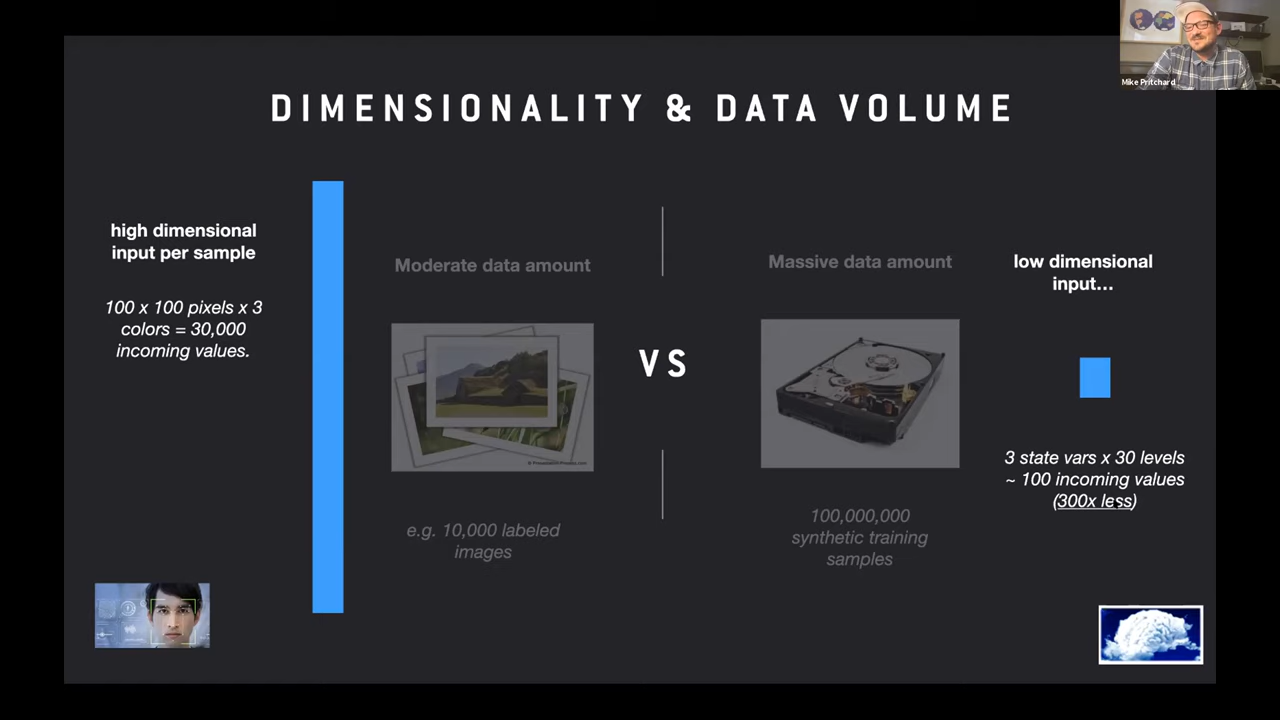 Mike Pritchard
DIMENSIONALITY & DATA VOLUME
high dimensional
input per sample
100 x 100 pixels x 3
colors = 30,000
incoming values.
Moderate data amount
e.g. 10,000 labeled
images
VS
Massive data amount
100,000,000
synthetic training
samples
low dimensional
input...
3 state vars x 30 levels
~ 100 incoming values
(300x less)